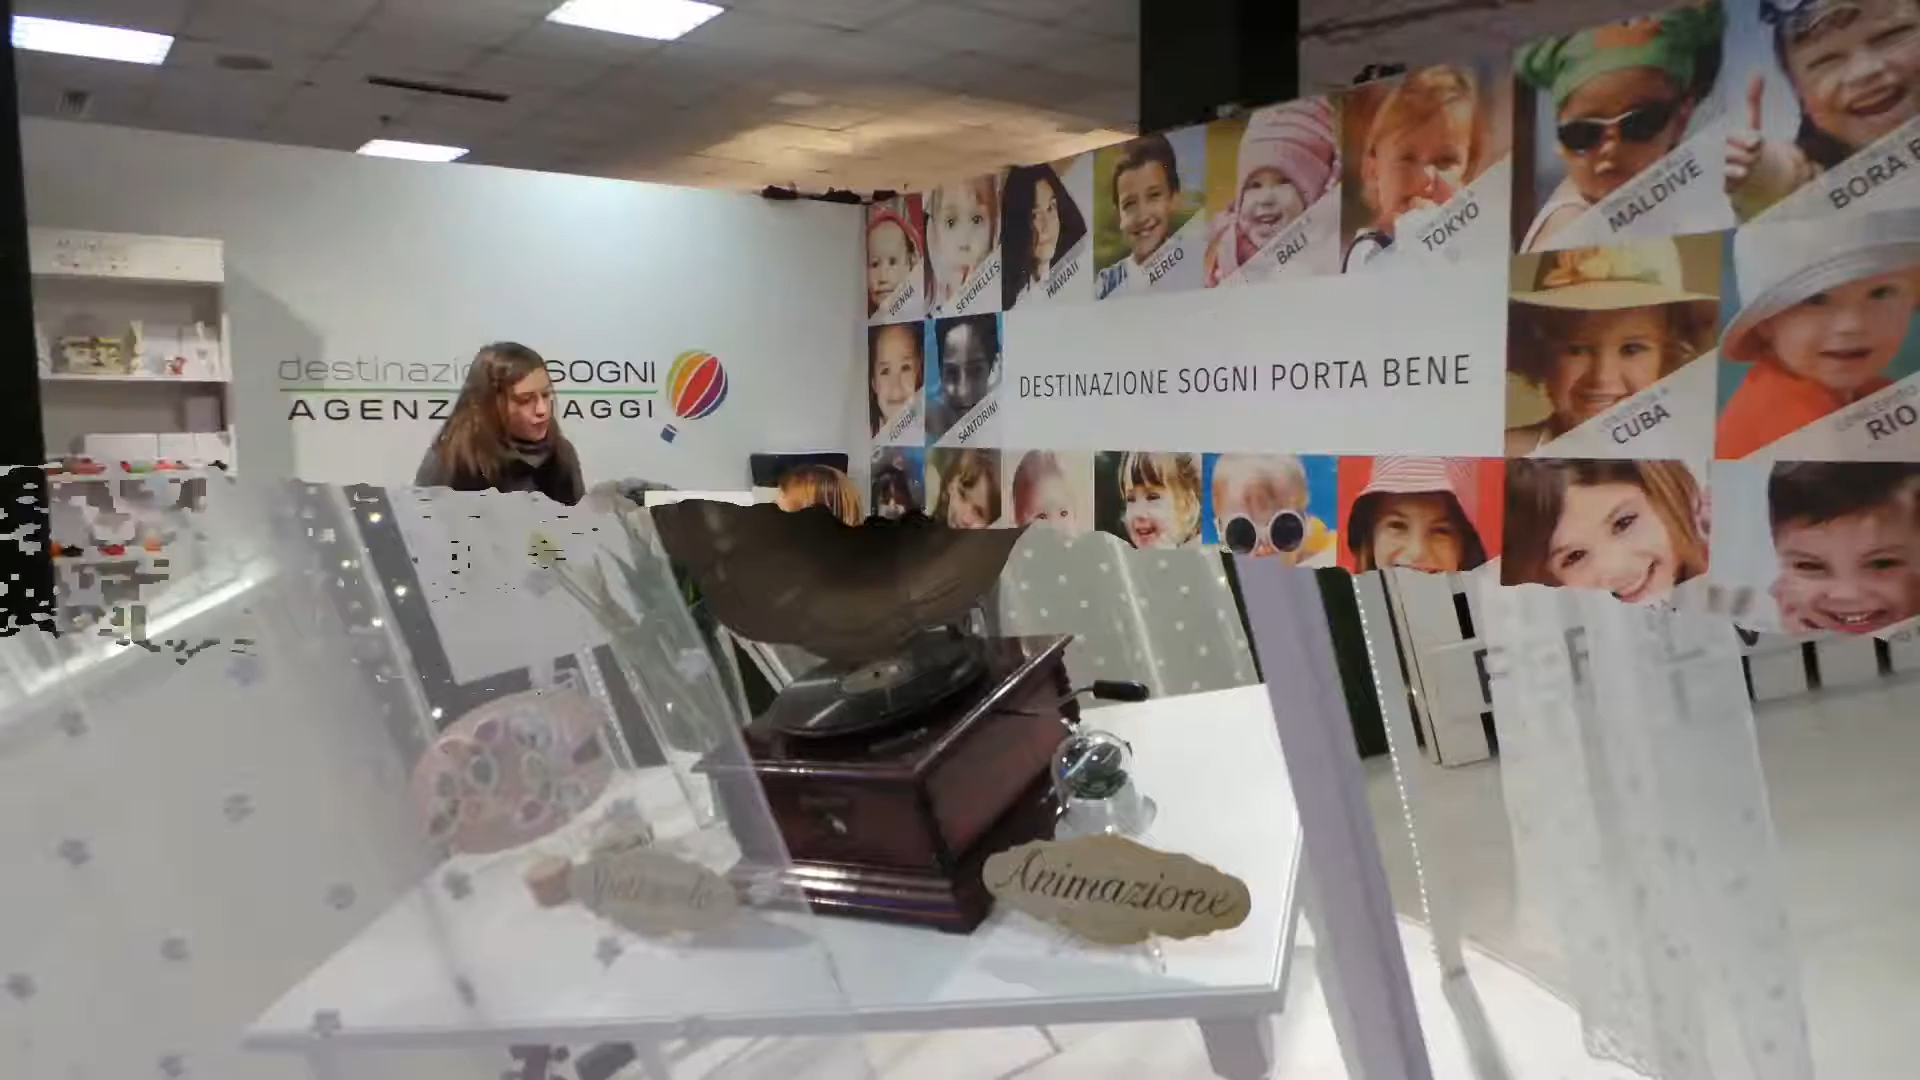 destinazi SOGNI
AGENZ AGGI
VIENNA
SEYCHELLES
HAWAII
AEREO
BALI
TOKYO
MALDIVE
BORA
FLORIDA
SANTORINI
DESTINAZIONE SOGNI PORTA BENE
CUBA
RIO
Animazione